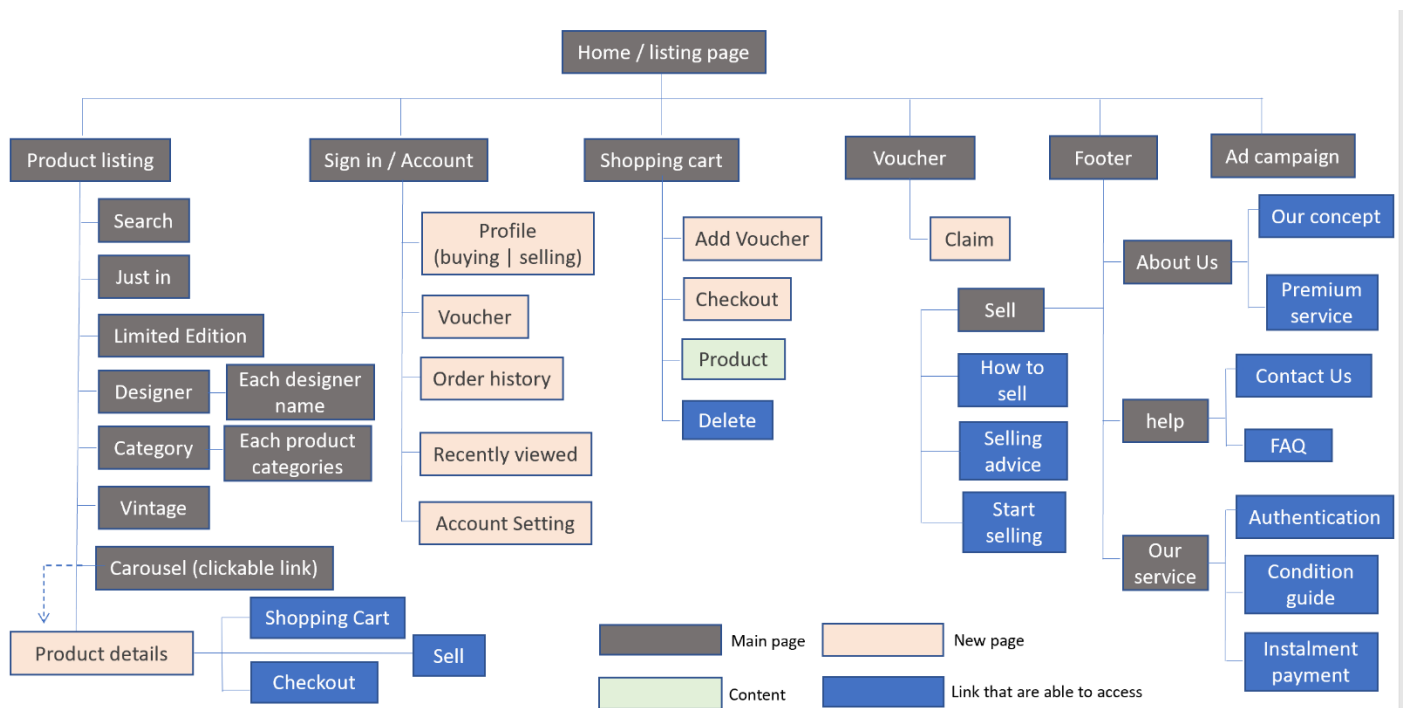 Home / listing page
Product listing
Sign in / Account
Shopping cart
Voucher
Footer
Ad campaign
Search
Just in
Limited Edition
Designer
Each designer
name
Category
Each product
categories
Vintage
Carousel (clickable link)
Product details
Shopping Cart
Sell
Checkout
Profile
(buying | selling)
Voucher
Order history
Recently viewed
Account Setting
Add Voucher
Checkout
Product
Delete
Claim
Sell
How to
sell
Selling
advice
Start
selling
About Us
Our concept
Premium
service
help
Contact Us
FAQ
Our
service
Authentication
Condition
guide
Instalment
payment
Main page
New page
Content
Link that are able to access